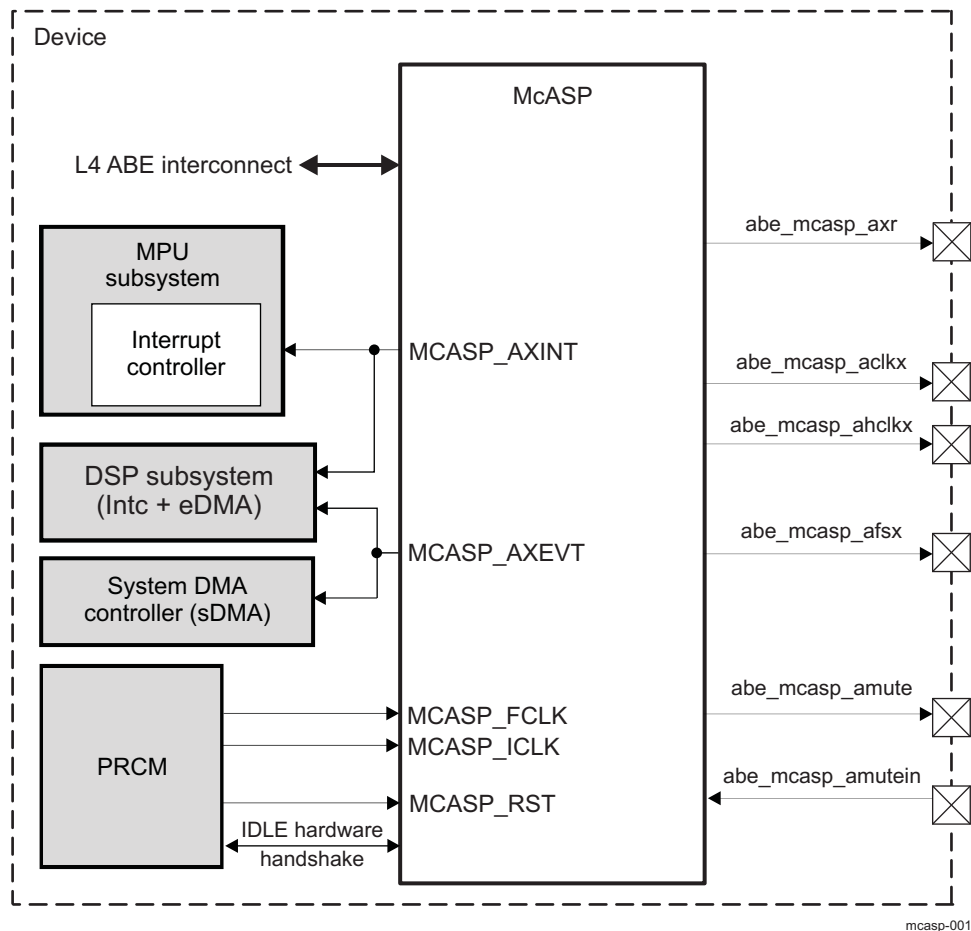 Device
McASP
L4 ABE interconnect
MPU
subsystem
Interrupt
controller
DSP subsystem
(Intc + eDMA)
System DMA
controller (sDMA)
PRCM
MCASP_AXINT
MCASP_AXEVT
MCASP_FCLK
MCASP_ICLK
MCASP_RST
IDLE hardware
handshake
abe_mcasp_axr
abe_mcasp_aclkx
abe_mcasp_ahclkx
abe_mcasp_afsx
abe_mcasp_amute
abe_mcasp_amutein
mcasp-001